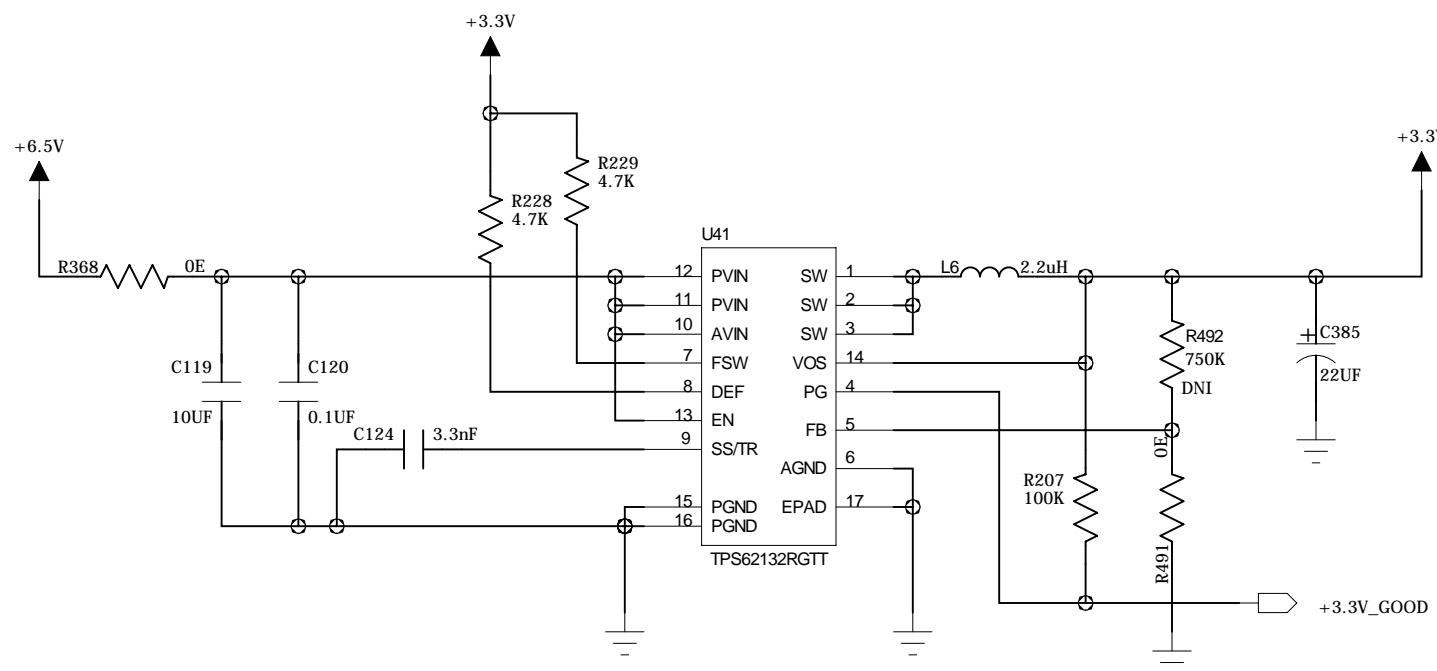 +3.3V
+6.5V
+3.3
R229
4.7K
R228
4.7K
U41
R368
0E
12
PVIN
11
PVIN
10
AVIN
7
FSW
8
DEF
13
EN
9
SS/TR
15
PGND
16
PGND
SW
1
SW
2
SW
3
VOS
14
PG
4
FB
5
AGND
6
EPAD
17
TPS62132RGTT
L6
2.2uH
C119
10UF
C120
0.1UF
C124
3.3nF
R492
750K
DNI
+
C385
22UF
0E
R491
R207
100K
+3.3V_GOOD